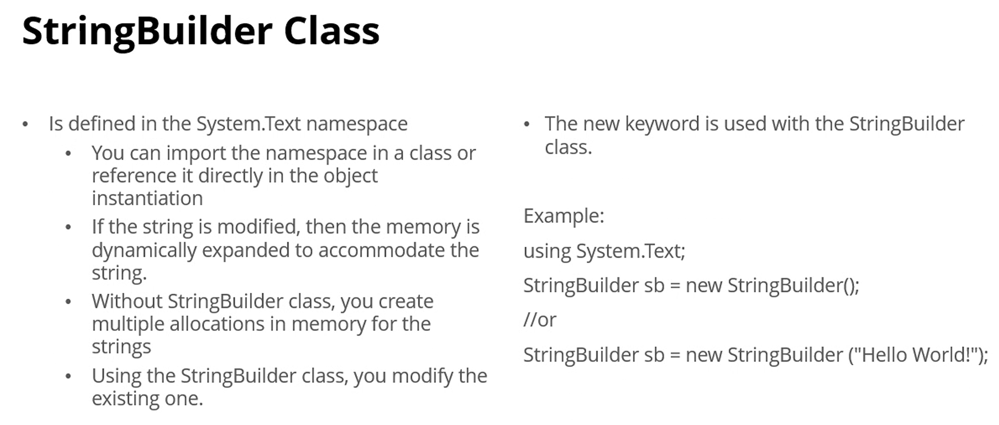 StringBuilder Class
• Is defined in the System.Text namespace
• You can import the namespace in a class or
reference it directly in the object
instantiation
• If the string is modified, then the memory is
dynamically expanded to accommodate the
string.
• Without StringBuilder class, you create
multiple allocations in memory for the
strings
• Using the StringBuilder class, you modify the
existing one.
• The new keyword is used with the StringBuilder
class.
Example:
using System.Text;
StringBuilder sb = new StringBuilder();
//or
StringBuilder sb = new StringBuilder ("Hello World!");